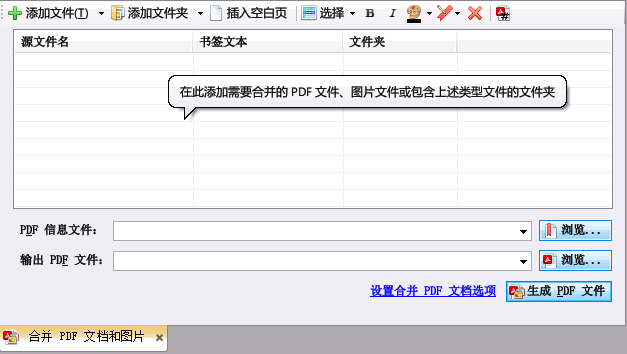 添加文件(I) 添加文件夹 插入空白页 选择 B I
源文件名 书签文本 文件夹
在此添加需要合并的 PDF 文件、图片文件或包含上述类型文件的文件夹
PDF 信息文件: 浏览...
输出 PDF 文件: 浏览...
设置合并 PDF 文档选项 生成 PDF 文件
合并 PDF 文档和图片